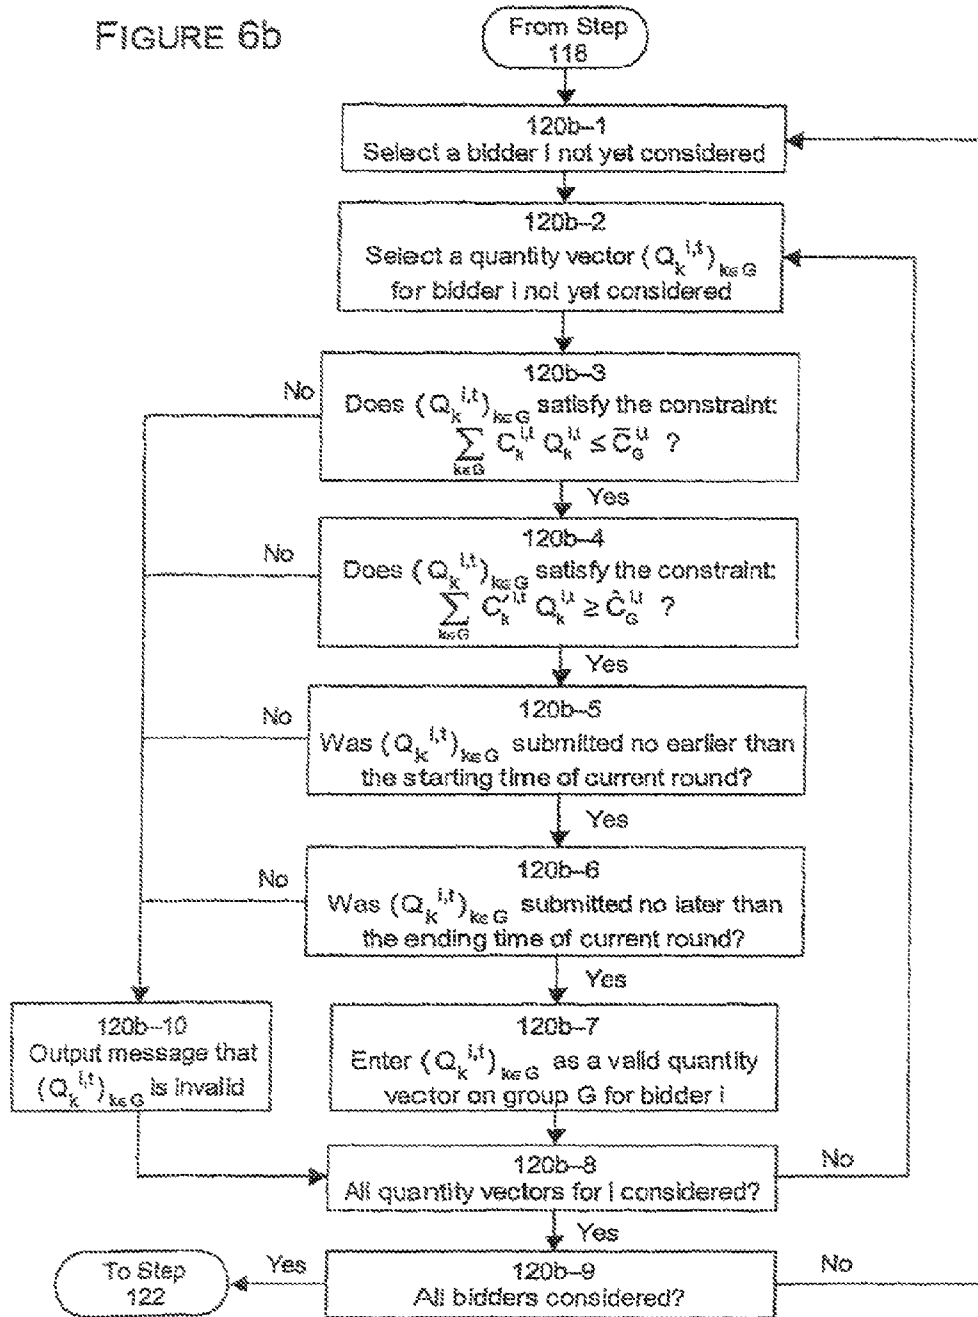 FIGURE 6b
From Step
118
120b–1
Select a bidder i not yet considered
120b–2
Select a quantity vector (Q_k^{i,t})_{k∈G}
for bidder i not yet considered
120b–3
Does (Q_k^{i,t})_{k∈G} satisfy the constraint:
∑_{k∈G} C_k^{i,t} Q_k^{i,t} ≤ C̄_G^{i,t} ?
No
Yes
120b–4
Does (Q_k^{i,t})_{k∈G} satisfy the constraint:
∑_{k∈G} C′_k^{i,t} Q_k^{i,t} ≥ Ĉ_G^{i,t} ?
No
Yes
120b–5
Was (Q_k^{i,t})_{k∈G} submitted no earlier than
the starting time of current round?
No
Yes
120b–6
Was (Q_k^{i,t})_{k∈G} submitted no later than
the ending time of current round?
No
Yes
120b–10
Output message that
(Q_k^{i,t})_{k∈G} is invalid
120b–7
Enter (Q_k^{i,t})_{k∈G} as a valid quantity
vector on group G for bidder i
120b–8
All quantity vectors for i considered?
No
Yes
120b–9
All bidders considered?
Yes
No
To Step
122